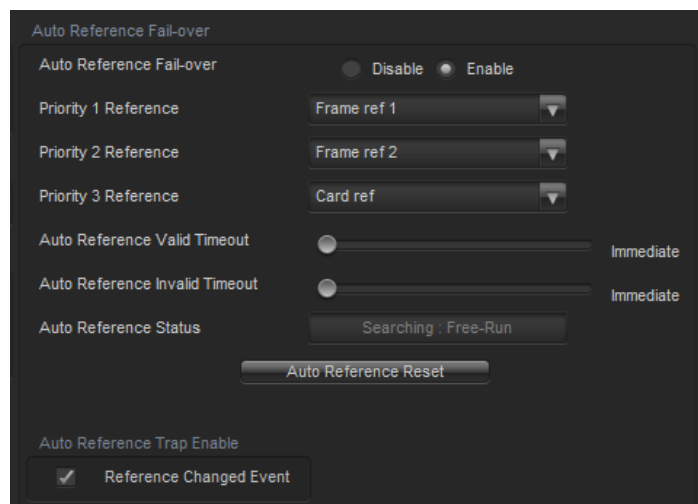 Auto Reference Fail-over
Auto Reference Fail-over Disable Enable
Priority 1 Reference Frame ref 1
Priority 2 Reference Frame ref 2
Priority 3 Reference Card ref
Auto Reference Valid Timeout Immediate
Auto Reference Invalid Timeout Immediate
Auto Reference Status Searching : Free-Run
Auto Reference Reset
Auto Reference Trap Enable
Reference Changed Event